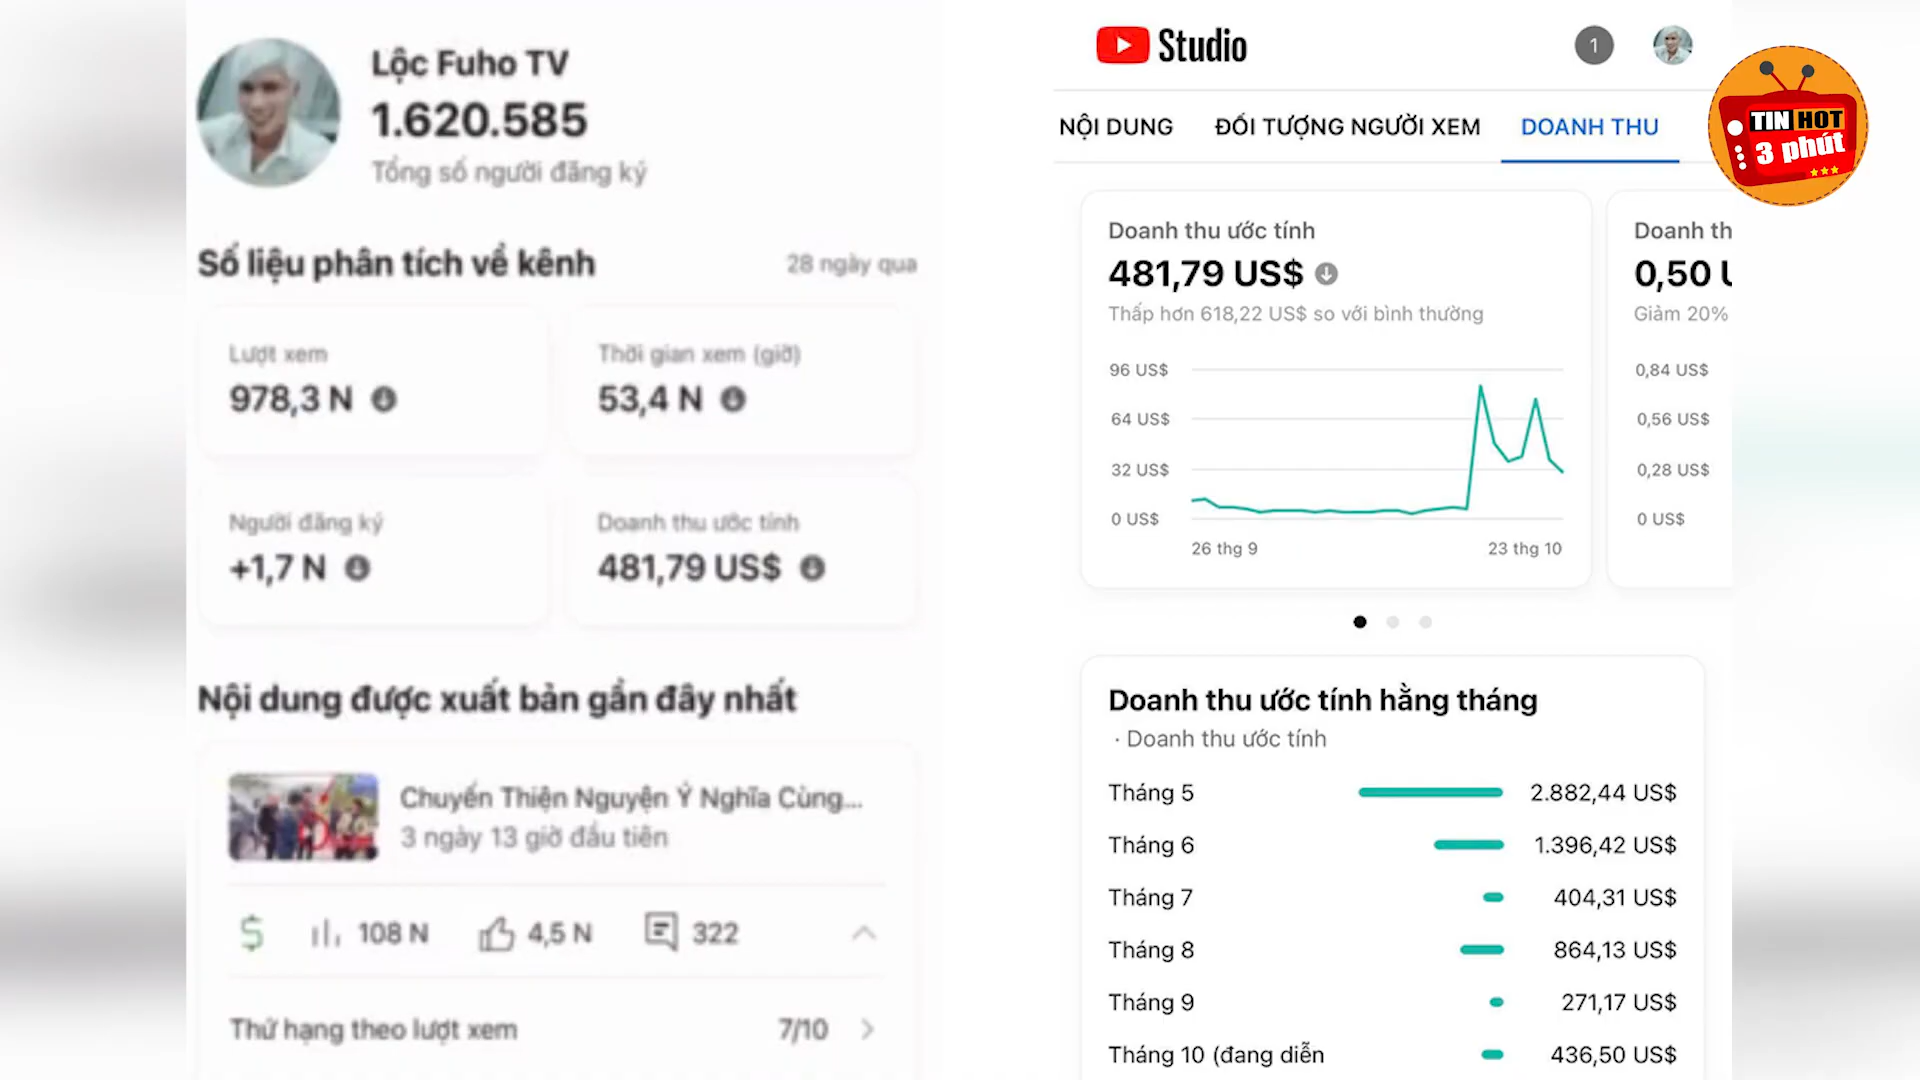 Lộc Fuho TV
1.620.585
Tổng số người đăng ký
Số liệu phân tích về kênh
28 ngày qua
Lượt xem
978,3 N
Thời gian xem (giờ)
53,4 N
Người đăng ký
+1,7 N
Doanh thu ước tính
481,79 US$
Nội dung được xuất bản gần đây nhất
Chuyến Thiện Nguyện Ý Nghĩa Cùng...
3 ngày 13 giờ đầu tiên
$ 108 N 4,5 N 322
Thứ hạng theo lượt xem 7/10
Studio
1
TIN HOT
3 phút
NỘI DUNG ĐỐI TƯỢNG NGƯỜI XEM DOANH THU
Doanh thu ước tính
481,79 US$
Thấp hơn 618,22 US$ so với bình thường
96 US$
64 US$
32 US$
0 US$
26 thg 9 23 thg 10
Doanh th
0,50 U
Giảm 20%
0,84 US$
0,56 US$
0,28 US$
0 US$
Doanh thu ước tính hằng tháng
· Doanh thu ước tính
Tháng 5 2.882,44 US$
Tháng 6 1.396,42 US$
Tháng 7 404,31 US$
Tháng 8 864,13 US$
Tháng 9 271,17 US$
Tháng 10 (đang diễn 436,50 US$